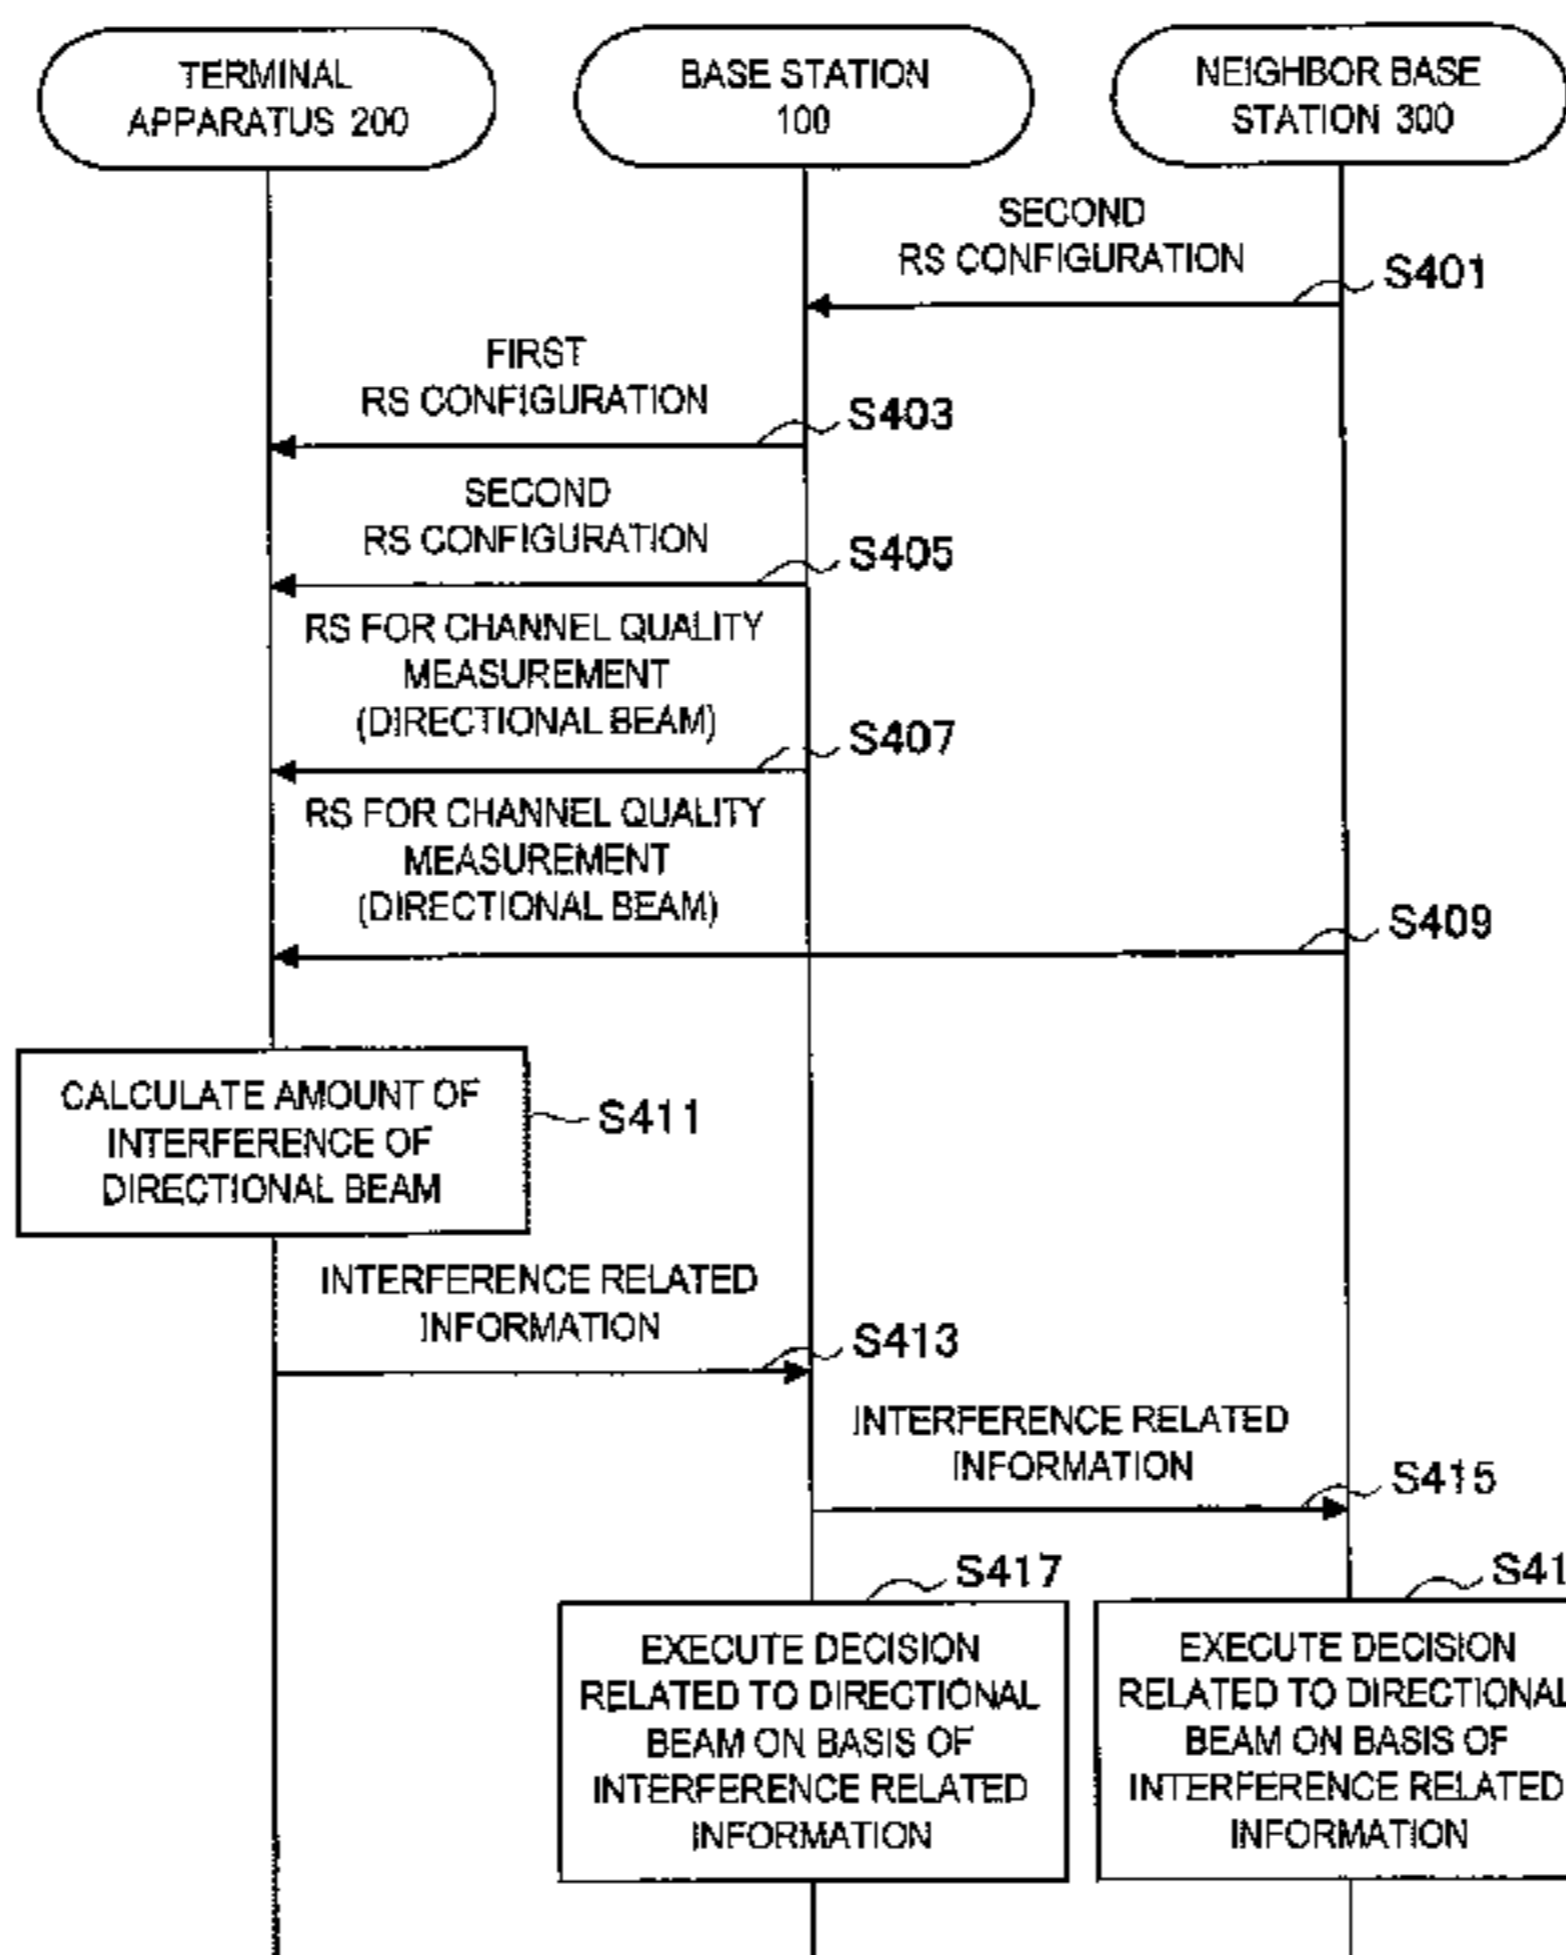 TERMINAL
APPARATUS 200
BASE STATION
100
NEIGHBOR BASE
STATION 300
SECOND
RS CONFIGURATION
S401
FIRST
RS CONFIGURATION
S403
SECOND
RS CONFIGURATION
S405
RS FOR CHANNEL QUALITY
MEASUREMENT
(DIRECTIONAL BEAM)
S407
RS FOR CHANNEL QUALITY
MEASUREMENT
(DIRECTIONAL BEAM)
S409
CALCULATE AMOUNT OF
INTERFERENCE OF
DIRECTIONAL BEAM
S411
INTERFERENCE RELATED
INFORMATION
S413
INTERFERENCE RELATED
INFORMATION
S415
S417
EXECUTE DECISION
RELATED TO DIRECTIONAL
BEAM ON BASIS OF
INTERFERENCE RELATED
INFORMATION
S41
EXECUTE DECISION
RELATED TO DIRECTIONAL
BEAM ON BASIS OF
INTERFERENCE RELATED
INFORMATION